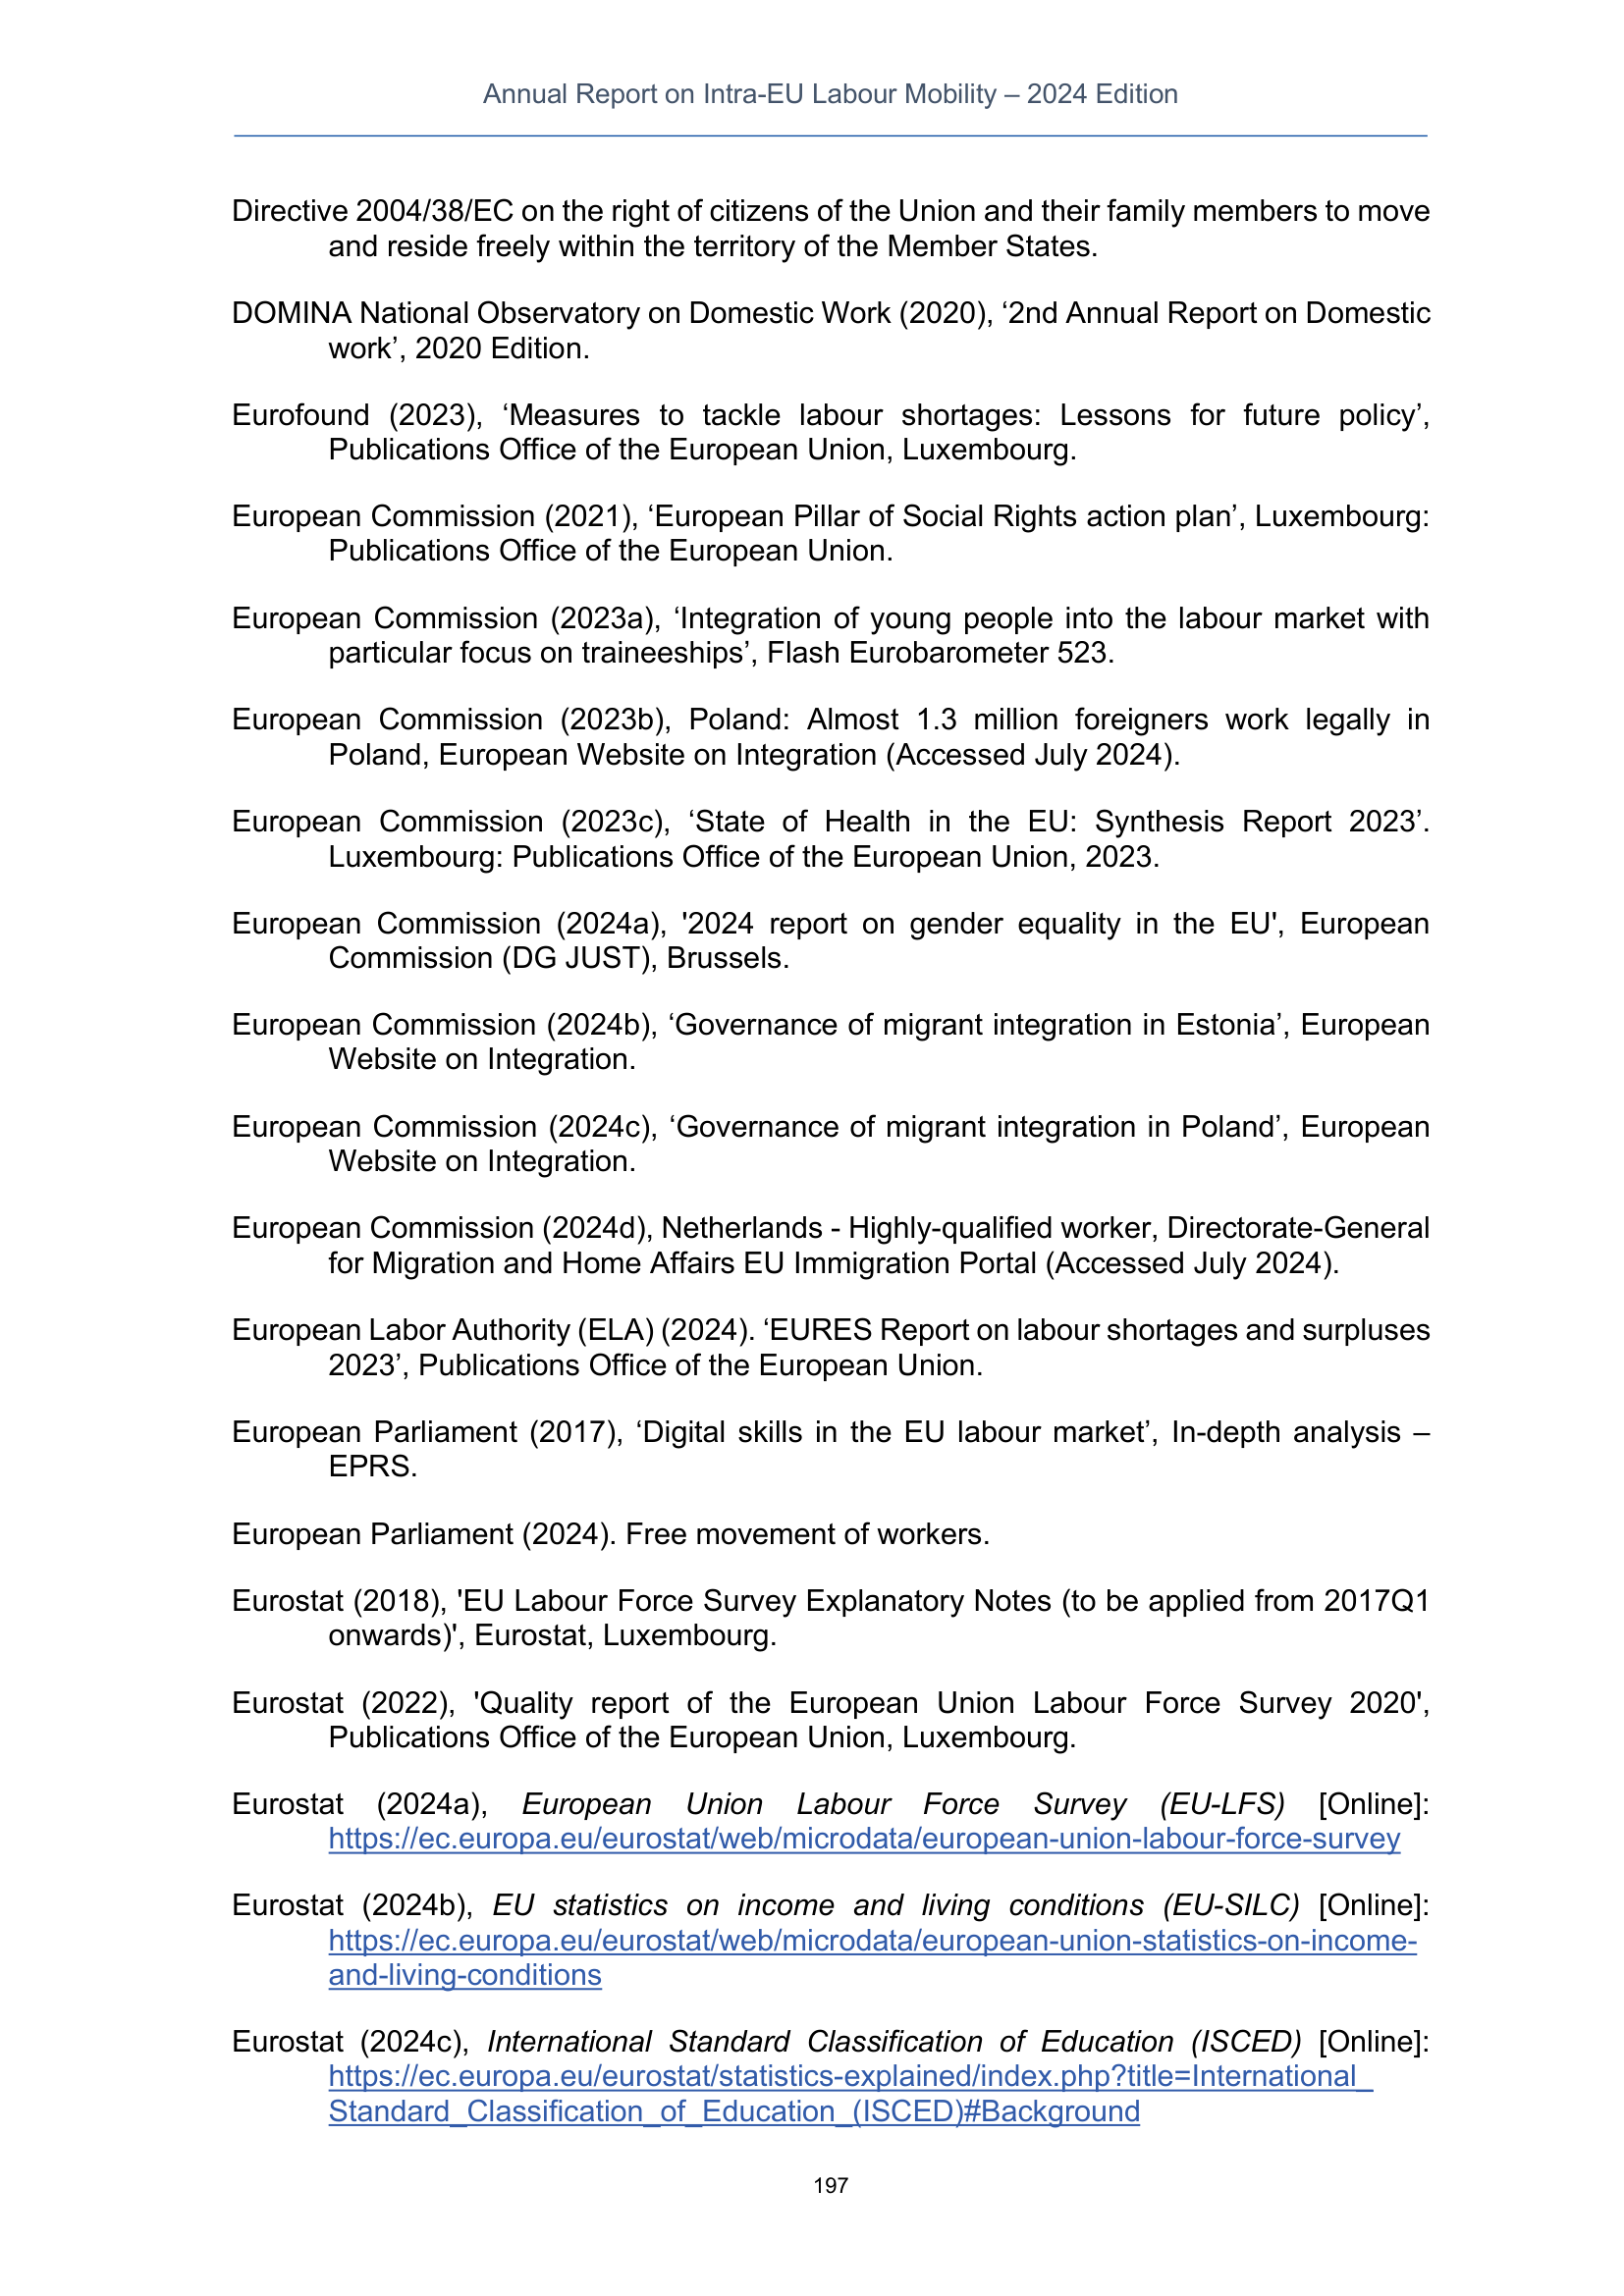 Annual Report on Intra-EU Labour Mobility – 2024 Edition
Directive 2004/38/EC on the right of citizens of the Union and their family members to move
and reside freely within the territory of the Member States.
DOMINA National Observatory on Domestic Work (2020), ‘2nd Annual Report on Domestic
work’, 2020 Edition.
Eurofound (2023), ‘Measures to tackle labour shortages: Lessons for future policy’,
Publications Office of the European Union, Luxembourg.
European Commission (2021), ‘European Pillar of Social Rights action plan’, Luxembourg:
Publications Office of the European Union.
European Commission (2023a), ‘Integration of young people into the labour market with
particular focus on traineeships’, Flash Eurobarometer 523.
European Commission (2023b), Poland: Almost 1.3 million foreigners work legally in
Poland, European Website on Integration (Accessed July 2024).
European Commission (2023c), ‘State of Health in the EU: Synthesis Report 2023’.
Luxembourg: Publications Office of the European Union, 2023.
European Commission (2024a), '2024 report on gender equality in the EU', European
Commission (DG JUST), Brussels.
European Commission (2024b), ‘Governance of migrant integration in Estonia’, European
Website on Integration.
European Commission (2024c), ‘Governance of migrant integration in Poland’, European
Website on Integration.
European Commission (2024d), Netherlands - Highly-qualified worker, Directorate-General
for Migration and Home Affairs EU Immigration Portal (Accessed July 2024).
European Labor Authority (ELA) (2024). ‘EURES Report on labour shortages and surpluses
2023’, Publications Office of the European Union.
European Parliament (2017), ‘Digital skills in the EU labour market’, In-depth analysis –
EPRS.
European Parliament (2024). Free movement of workers.
Eurostat (2018), 'EU Labour Force Survey Explanatory Notes (to be applied from 2017Q1
onwards)', Eurostat, Luxembourg.
Eurostat (2022), 'Quality report of the European Union Labour Force Survey 2020',
Publications Office of the European Union, Luxembourg.
Eurostat (2024a), European Union Labour Force Survey (EU-LFS) [Online]:
https://ec.europa.eu/eurostat/web/microdata/european-union-labour-force-survey
Eurostat (2024b), EU statistics on income and living conditions (EU-SILC) [Online]:
https://ec.europa.eu/eurostat/web/microdata/european-union-statistics-on-income-
and-living-conditions
Eurostat (2024c), International Standard Classification of Education (ISCED) [Online]:
https://ec.europa.eu/eurostat/statistics-explained/index.php?title=International_
Standard_Classification_of_Education_(ISCED)#Background
197